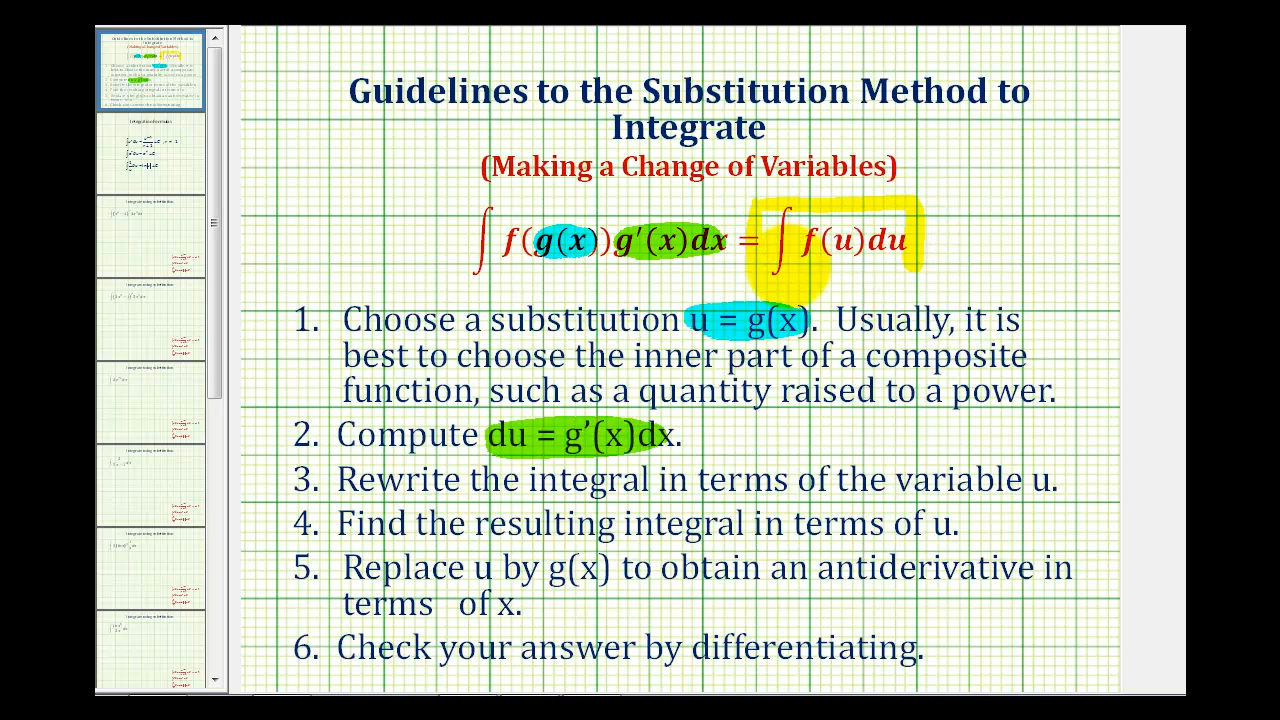 Guidelines to the Substitution Method to
Integrate
(Making a Change of Variables)
∫ f(g(x))g′(x)dx = ∫ f(u)du
1. Choose a substitution u = g(x). Usually, it is
best to choose the inner part of a composite
function, such as a quantity raised to a power.
2. Compute du = g’(x)dx.
3. Rewrite the integral in terms of the variable u.
4. Find the resulting integral in terms of u.
5. Replace u by g(x) to obtain an antiderivative in
terms of x.
6. Check your answer by differentiating.